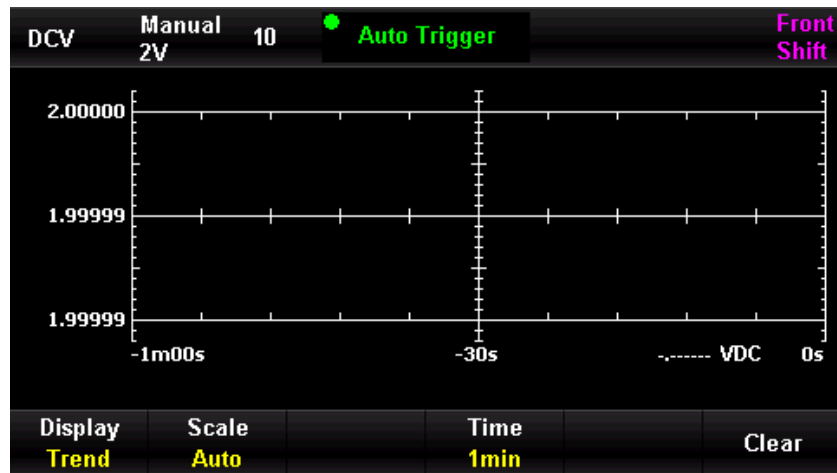 DCV Manual 10 Auto Trigger Front
2V Shift
2.00000
1.99999
1.99999
-1m00s -30s -.------ VDC 0s
Display Scale Time Clear
Trend Auto 1min